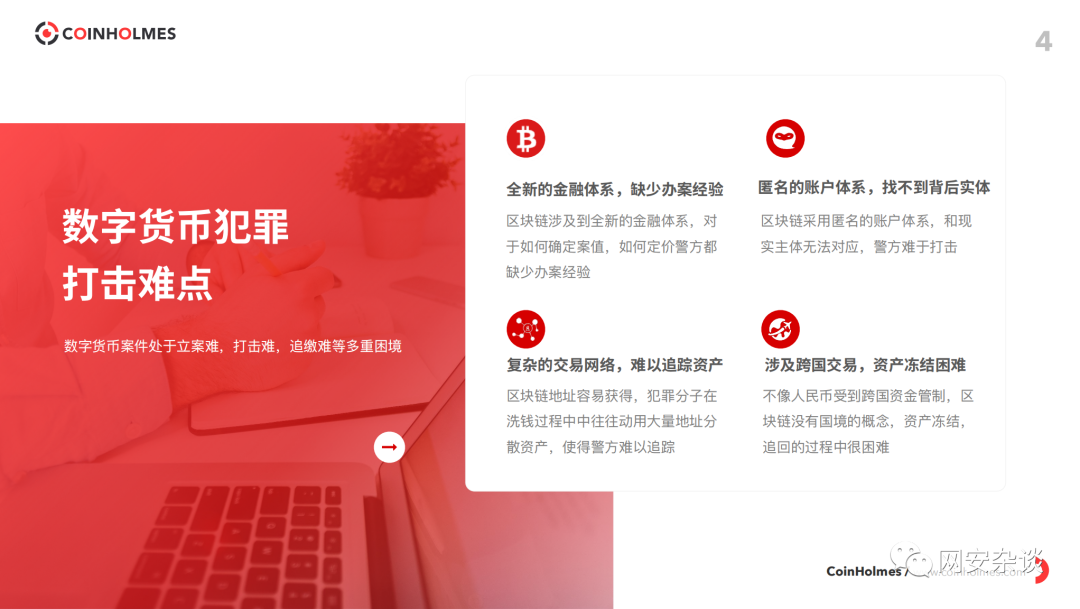 COINHOLMES
4
数字货币犯罪
打击难点
数字货币案件处于立案难，打击难，追缴难等多重困境
全新的金融体系，缺少办案经验
区块链涉及到全新的金融体系，对
于如何确定案值，如何定价警方都
缺少办案经验
匿名的账户体系，找不到背后实体
区块链采用匿名的账户体系，和现
实主体无法对应，警方难于打击
复杂的交易网络，难以追踪资产
区块链地址容易获得，犯罪分子在
洗钱过程中中往往动用大量地址分
散资产，使得警方难以追踪
涉及跨国交易，资产冻结困难
不像人民币受到跨国资金管制，区
块链没有国境的概念，资产冻结，
追回的过程中很困难
CoinHolmes /
网安杂谈